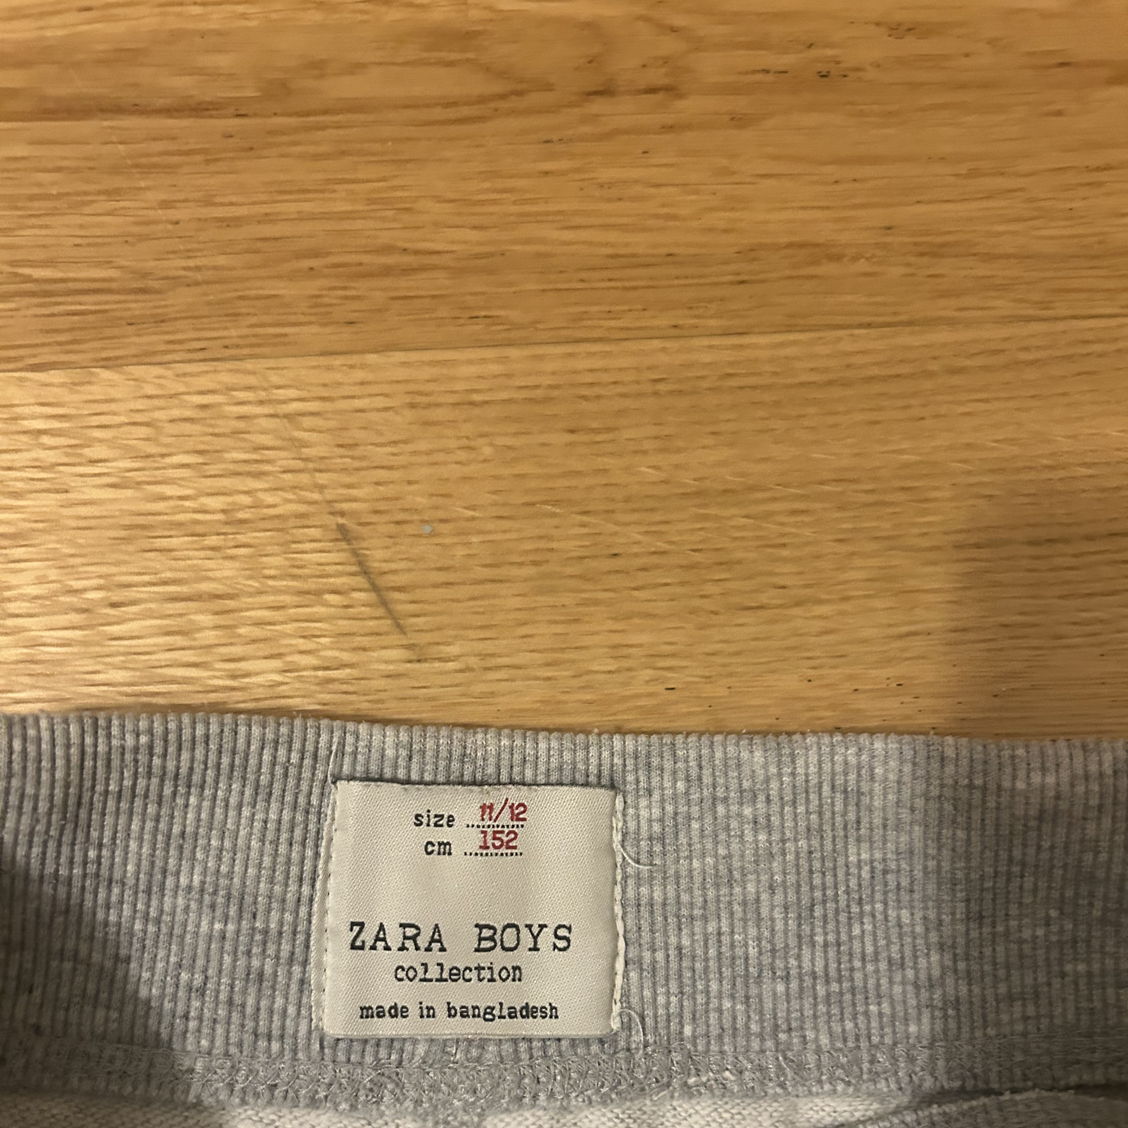 size 11/12
cm 152
ZARA BOYS
collection
made in bangladesh